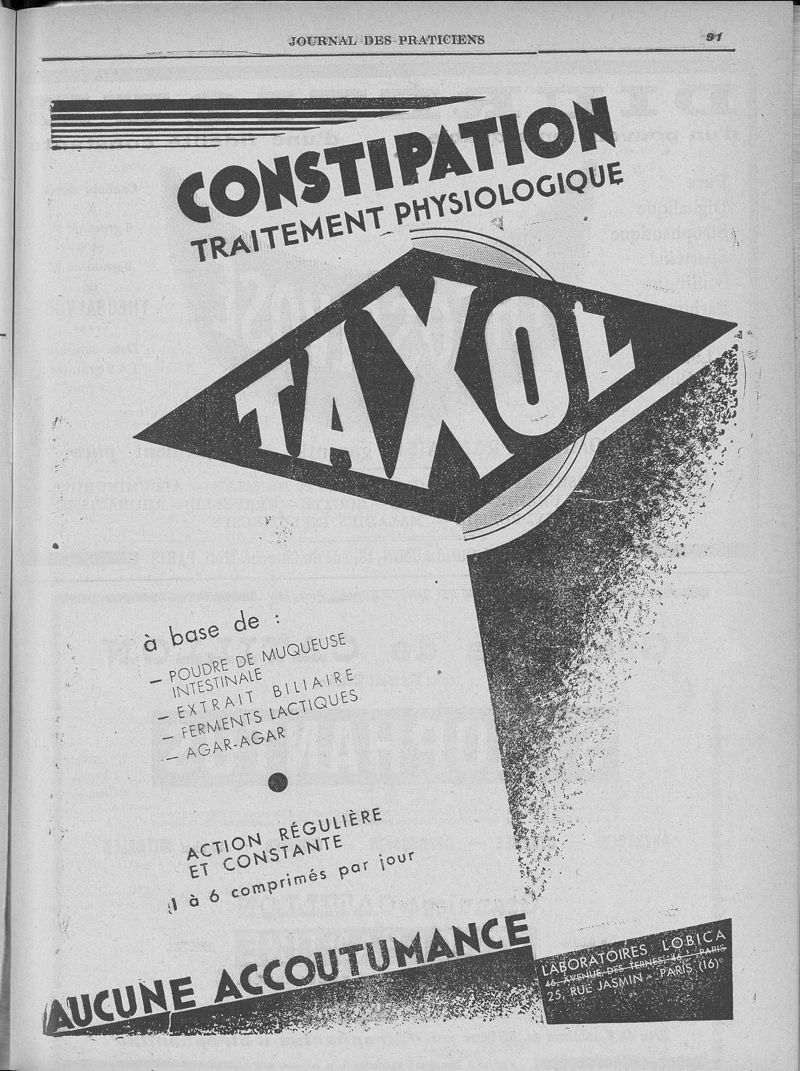 JOURNAL DES PRATICIENS
91
CONSTIPATION
TRAITEMENT PHYSIOLOGIQUE
TAXOL
à base de :
— POUDRE DE MUQUEUSE
INTESTINALE
— EXTRAIT BILIAIRE
— FERMENTS LACTIQUES
— AGAR-AGAR
ACTION RÉGULIÈRE
ET CONSTANTE
1 à 6 comprimés par jour
AUCUNE ACCOUTUMANCE
LABORATOIRES LOBICA
46, AVENUE DES TERNES, 46 - PARIS
25, RUE JASMIN - PARIS (16)e